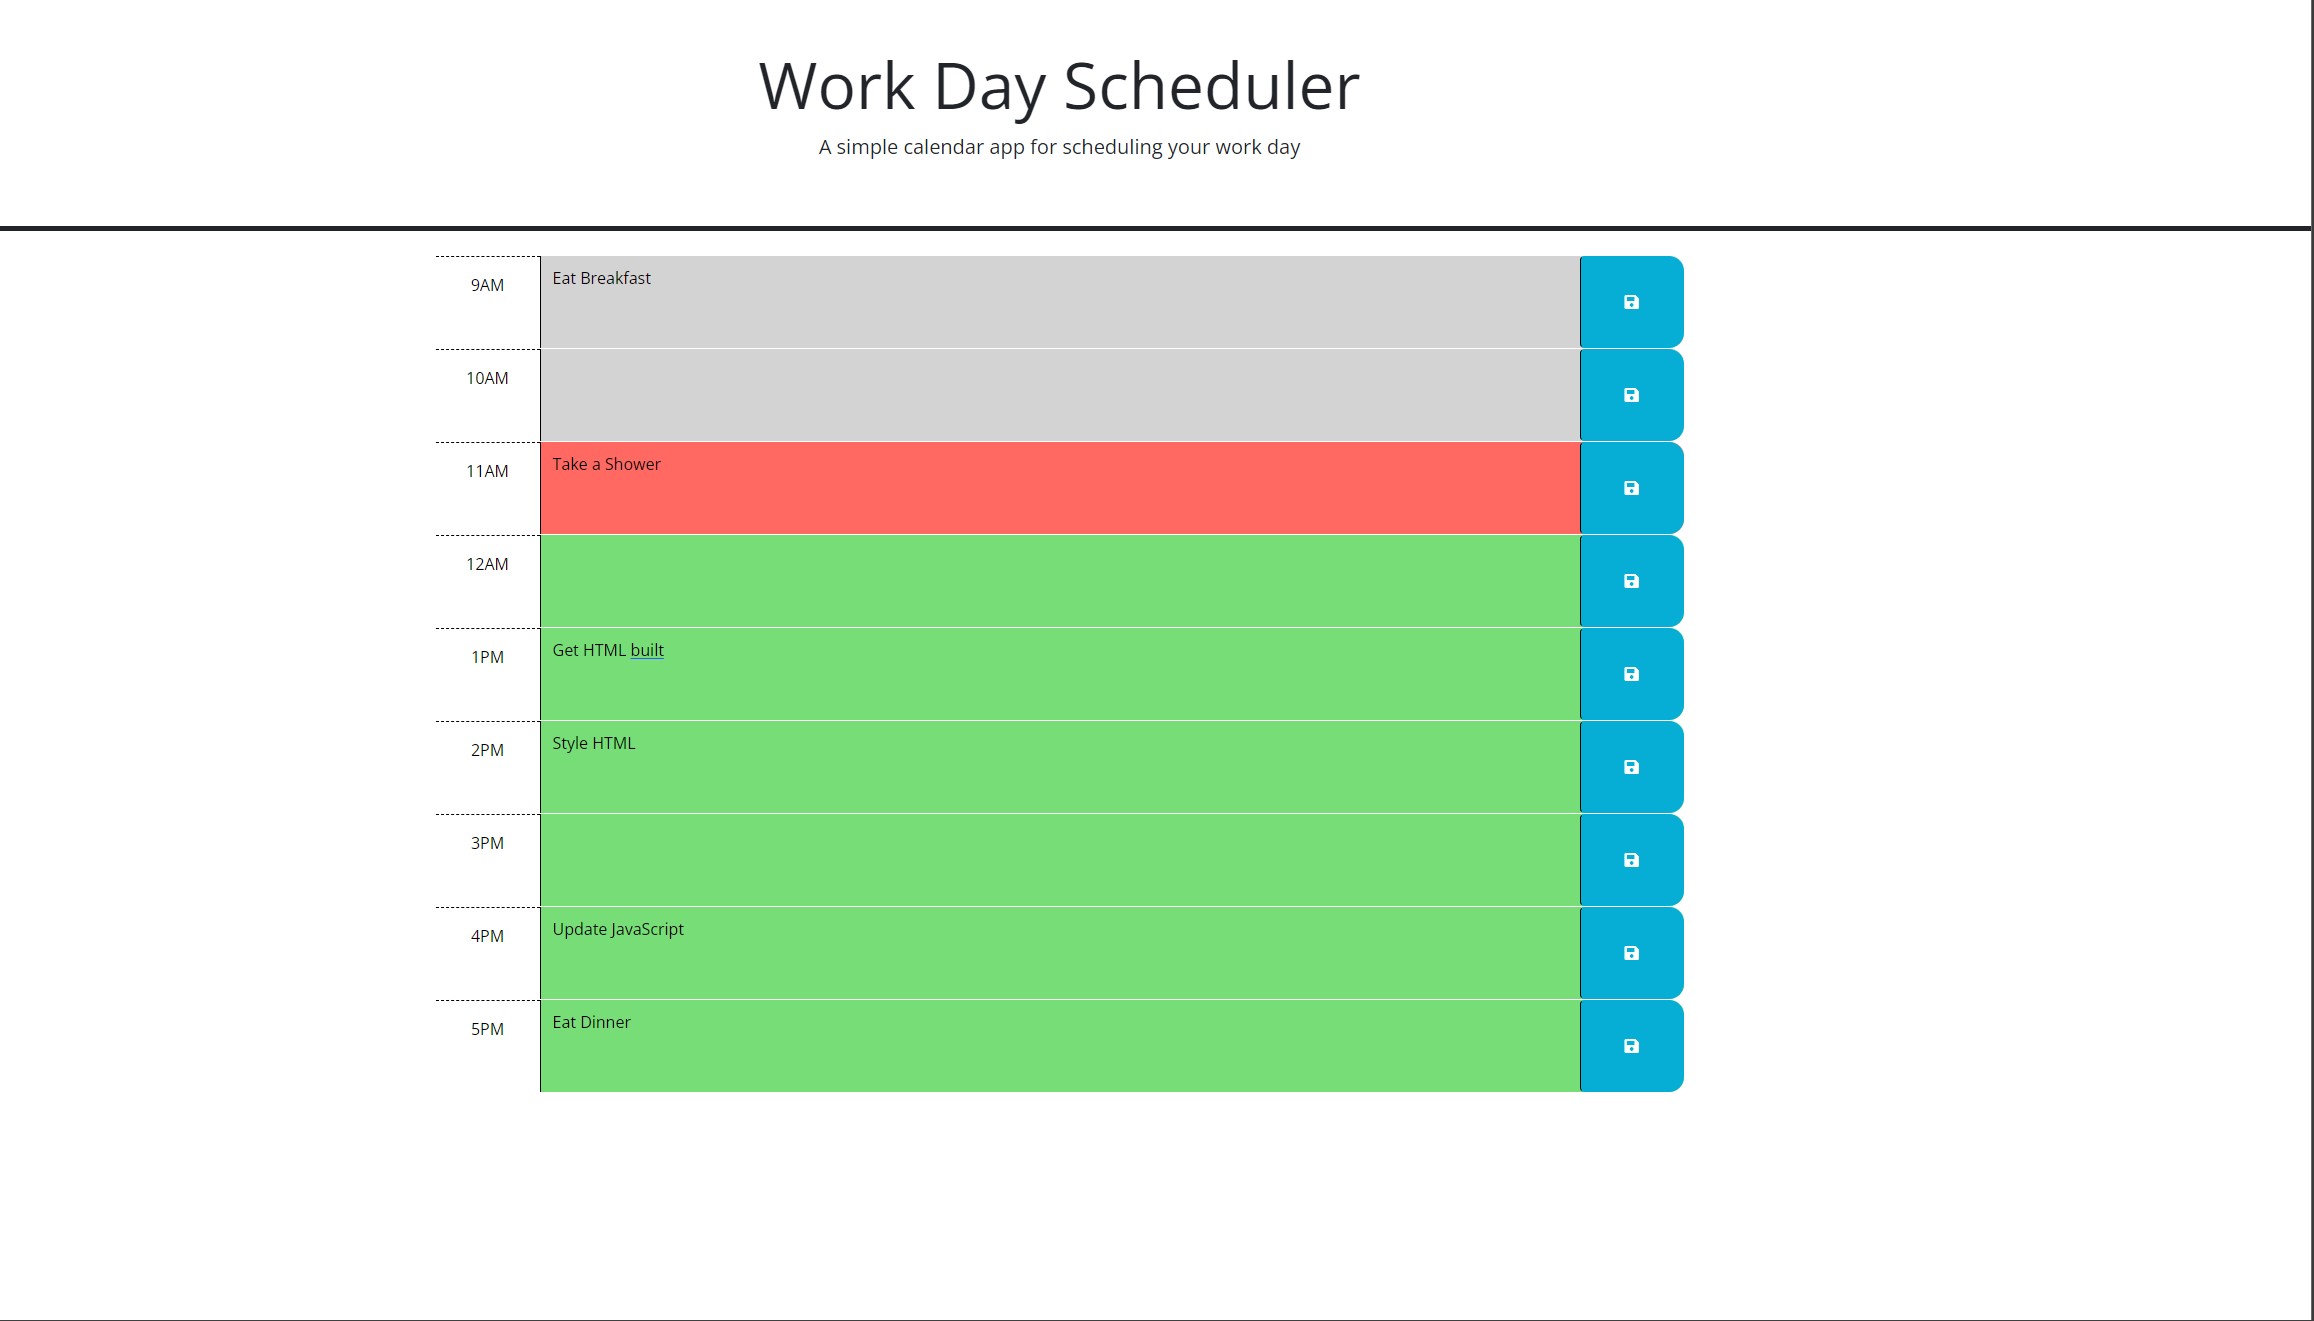 Work Day Scheduler
A simple calendar app for scheduling your work day
9AM Eat Breakfast
10AM
11AM Take a Shower
12AM
1PM Get HTML built
2PM Style HTML
3PM
4PM Update JavaScript
5PM Eat Dinner